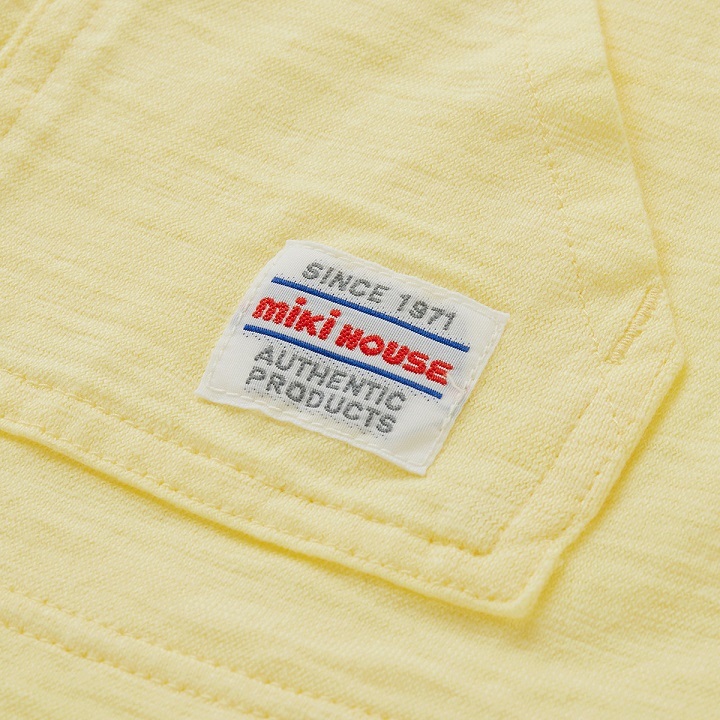 SINCE 1971
miki HOUSE
AUTHENTIC
PRODUCTS